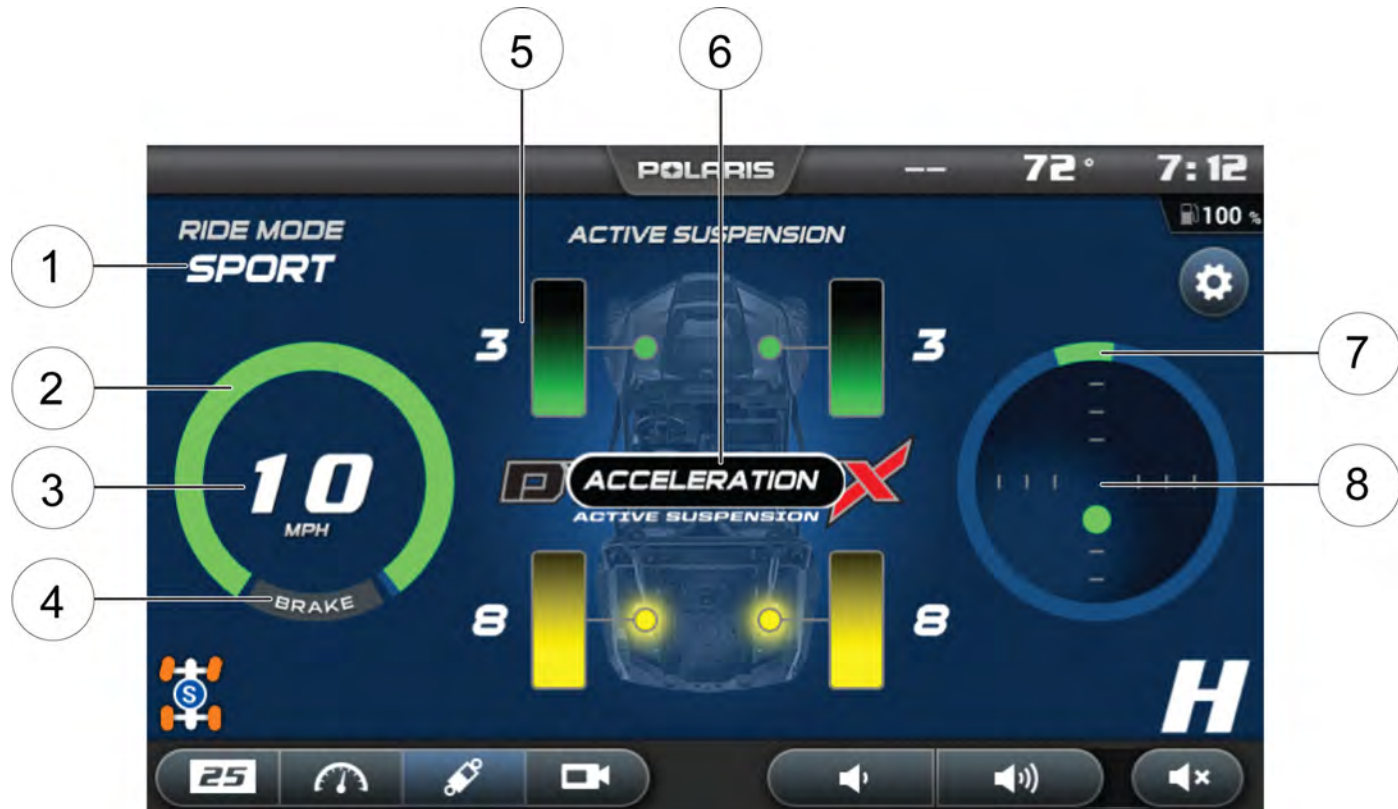 5 6
POLARIS -- 72° 7:12
100 %
RIDE MODE
SPORT
ACTIVE SUSPENSION
1
3 3
7
2
10
MPH
ACCELERATION
ACTIVE SUSPENSION
3
8
BRAKE
4
8 8
S
H
25